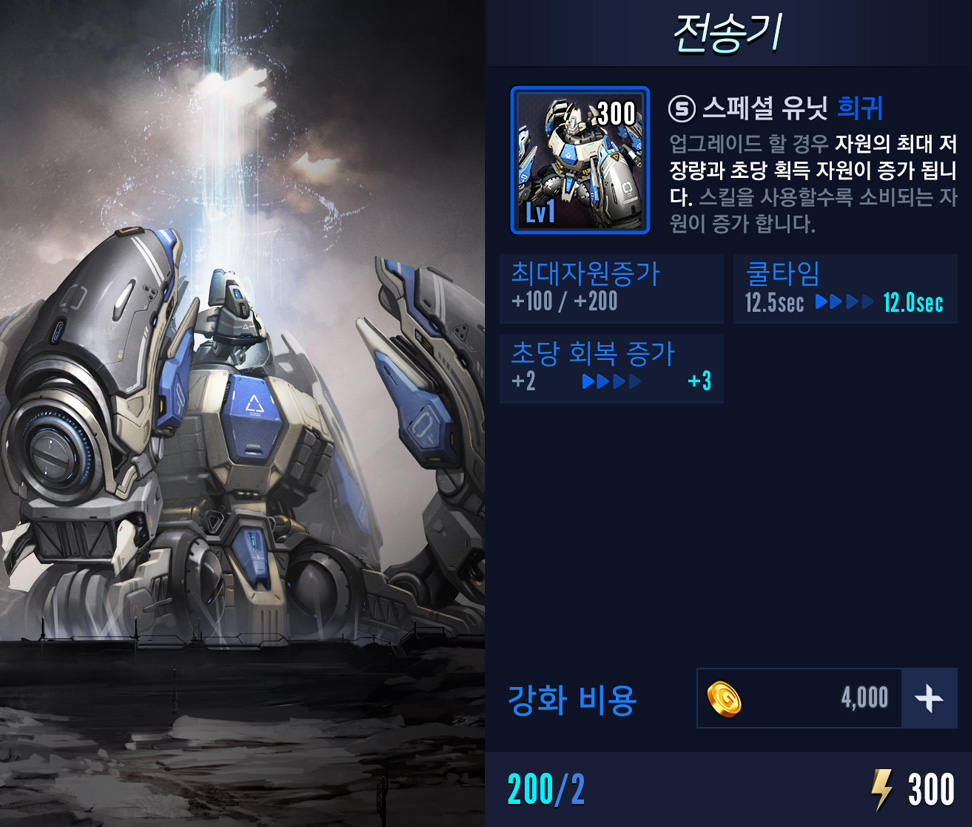 전송기
.300
Lv1
S 스페셜 유닛 희귀
업그레이드 할 경우 자원의 최대 저
장량과 초당 획득 자원이 증가 됩니
다. 스킬을 사용할수록 소비되는 자
원이 증가 합니다.
최대자원증가
+100 / +200
쿨타임
12.5sec 12.0sec
초당 회복 증가
+2 +3
강화 비용
4,000
200/2
300